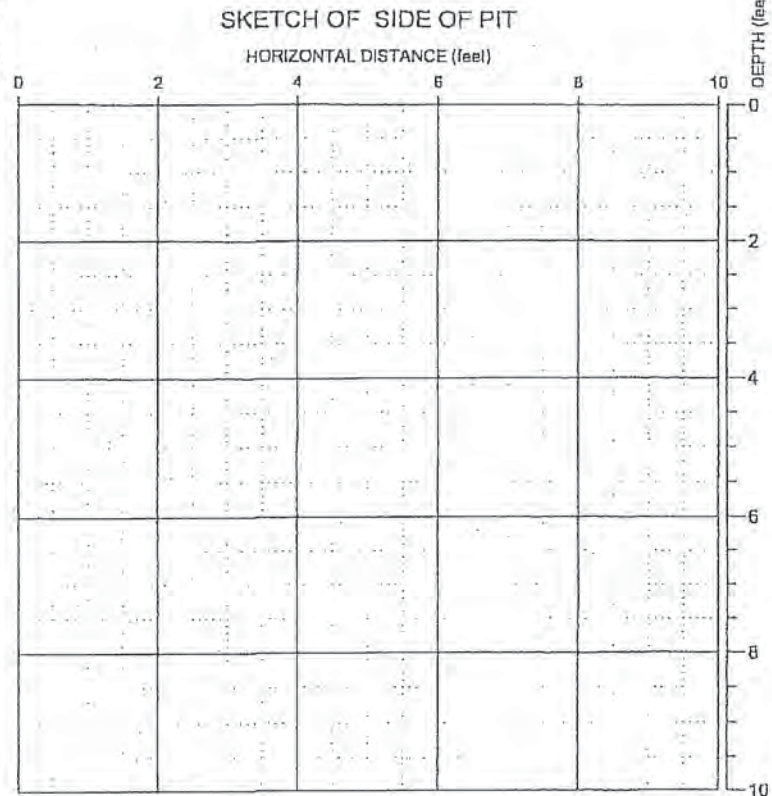 SKETCH OF SIDE OF PIT
HORIZONTAL DISTANCE (feet)
0 2 4 6 8 10
DEPTH (feet
0
2
4
6
8
10